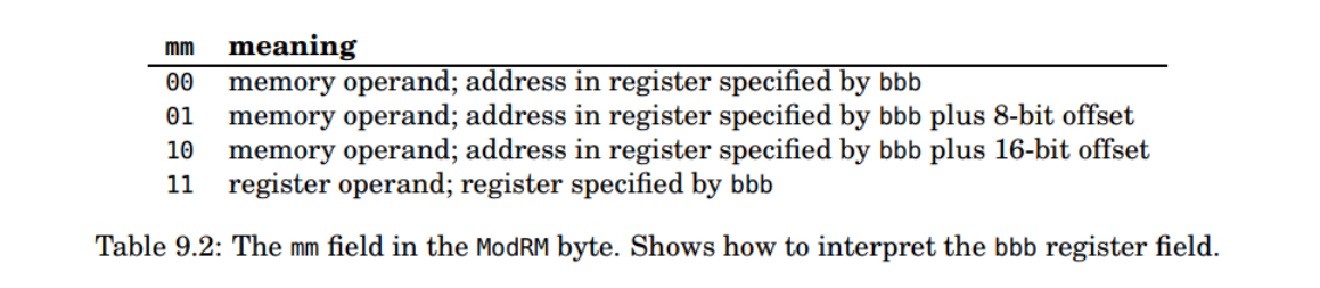 mm meaning
00 memory operand; address in register specified by bbb
01 memory operand; address in register specified by bbb plus 8-bit offset
10 memory operand; address in register specified by bbb plus 16-bit offset
11 register operand; register specified by bbb
Table 9.2: The mm field in the ModRM byte. Shows how to interpret the bbb register field.